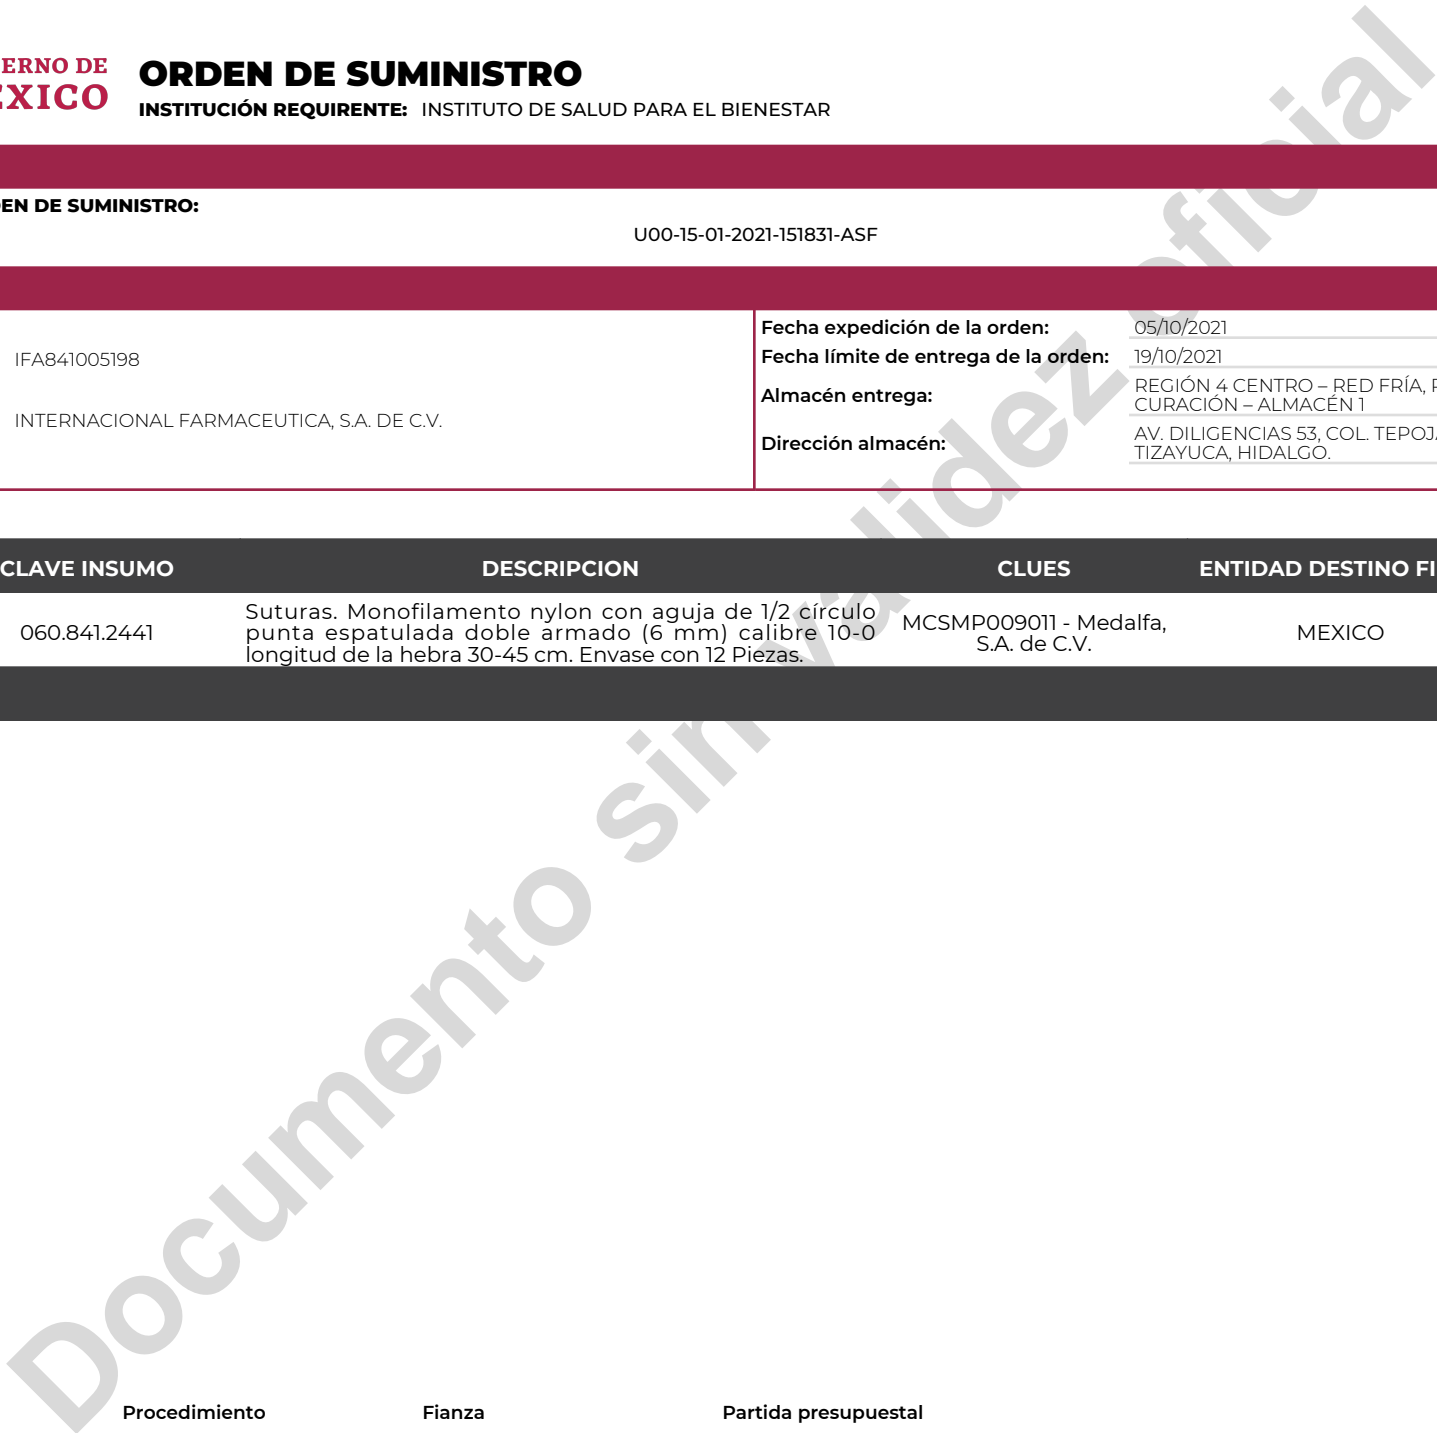 ERNO DE
EXICO
ORDEN DE SUMINISTRO
INSTITUCIÓN REQUIRENTE: INSTITUTO DE SALUD PARA EL BIENESTAR
EN DE SUMINISTRO:
U00-15-01-2021-151831-ASF
IFA841005198
INTERNACIONAL FARMACEUTICA, S.A. DE C.V.
Fecha expedición de la orden: 05/10/2021
Fecha límite de entrega de la orden: 19/10/2021
Almacén entrega: REGIÓN 4 CENTRO – RED FRÍA,
CURACIÓN – ALMACÉN 1
Dirección almacén: AV. DILIGENCIAS 53, COL. TEPOJA
TIZAYUCA, HIDALGO.
CLAVE INSUMO DESCRIPCION CLUES ENTIDAD DESTINO FI
060.841.2441
Suturas. Monofilamento nylon con aguja de 1/2 círculo
punta espatulada doble armado (6 mm) calibre 10-0
longitud de la hebra 30-45 cm. Envase con 12 Piezas.
MCSMP009011 - Medalfa,
S.A. de C.V.
MEXICO
Procedimiento Fianza Partida presupuestal
Documento sin validez oficial